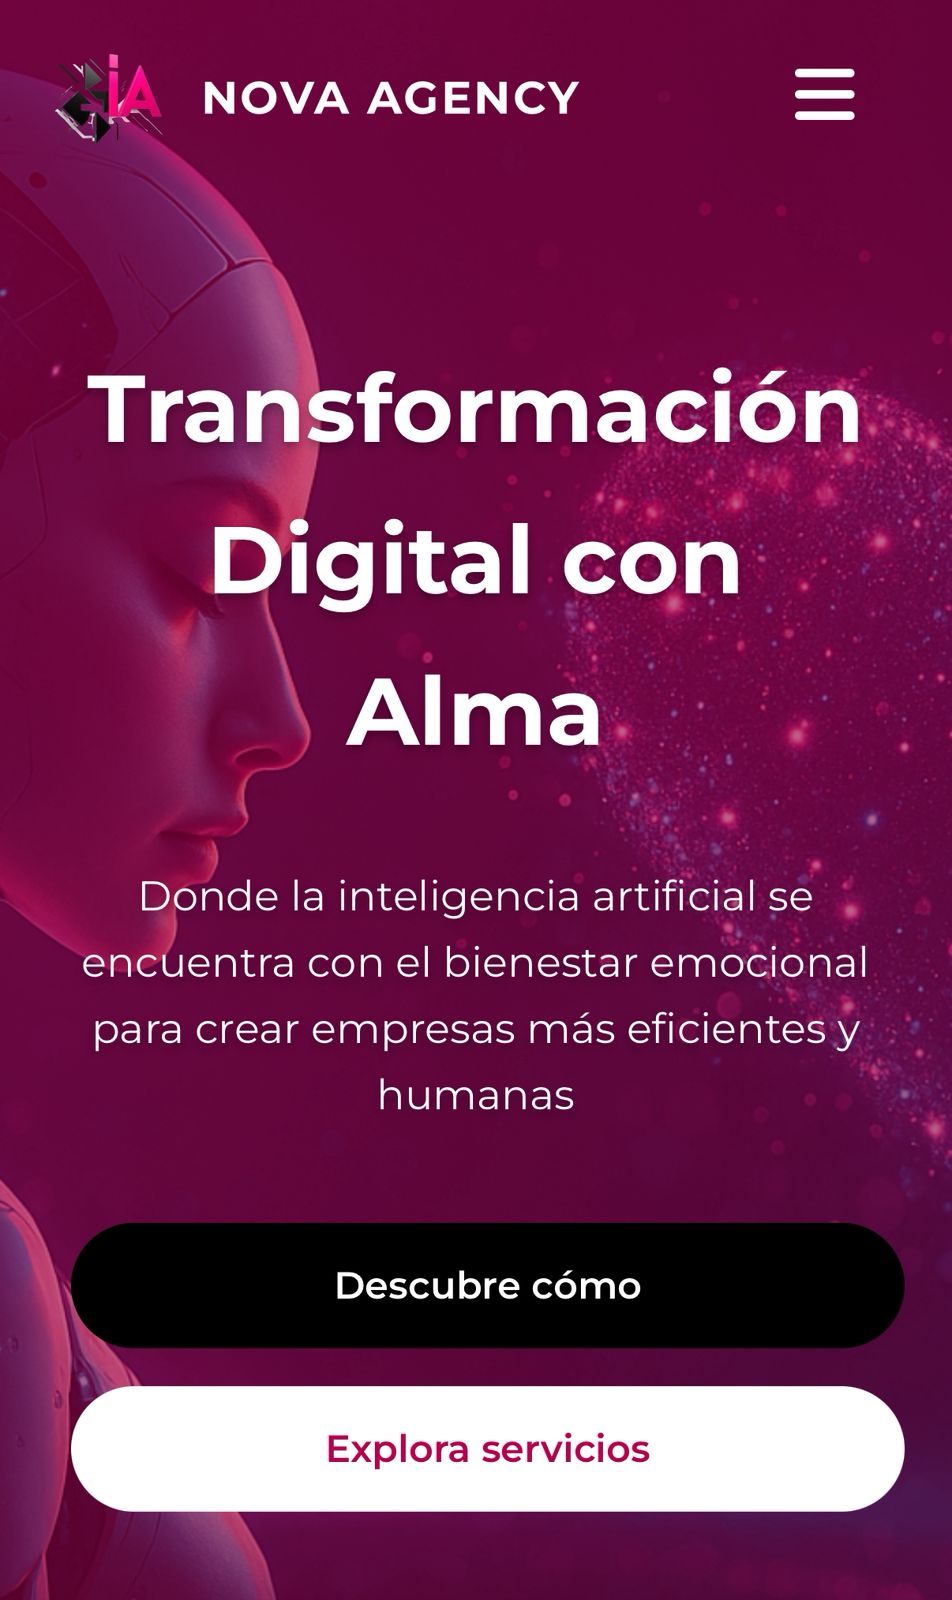 iA
NOVA AGENCY
Transformación
Digital con
Alma
Donde la inteligencia artificial se
encuentra con el bienestar emocional
para crear empresas más eficientes y
humanas
Descubre cómo
Explora servicios